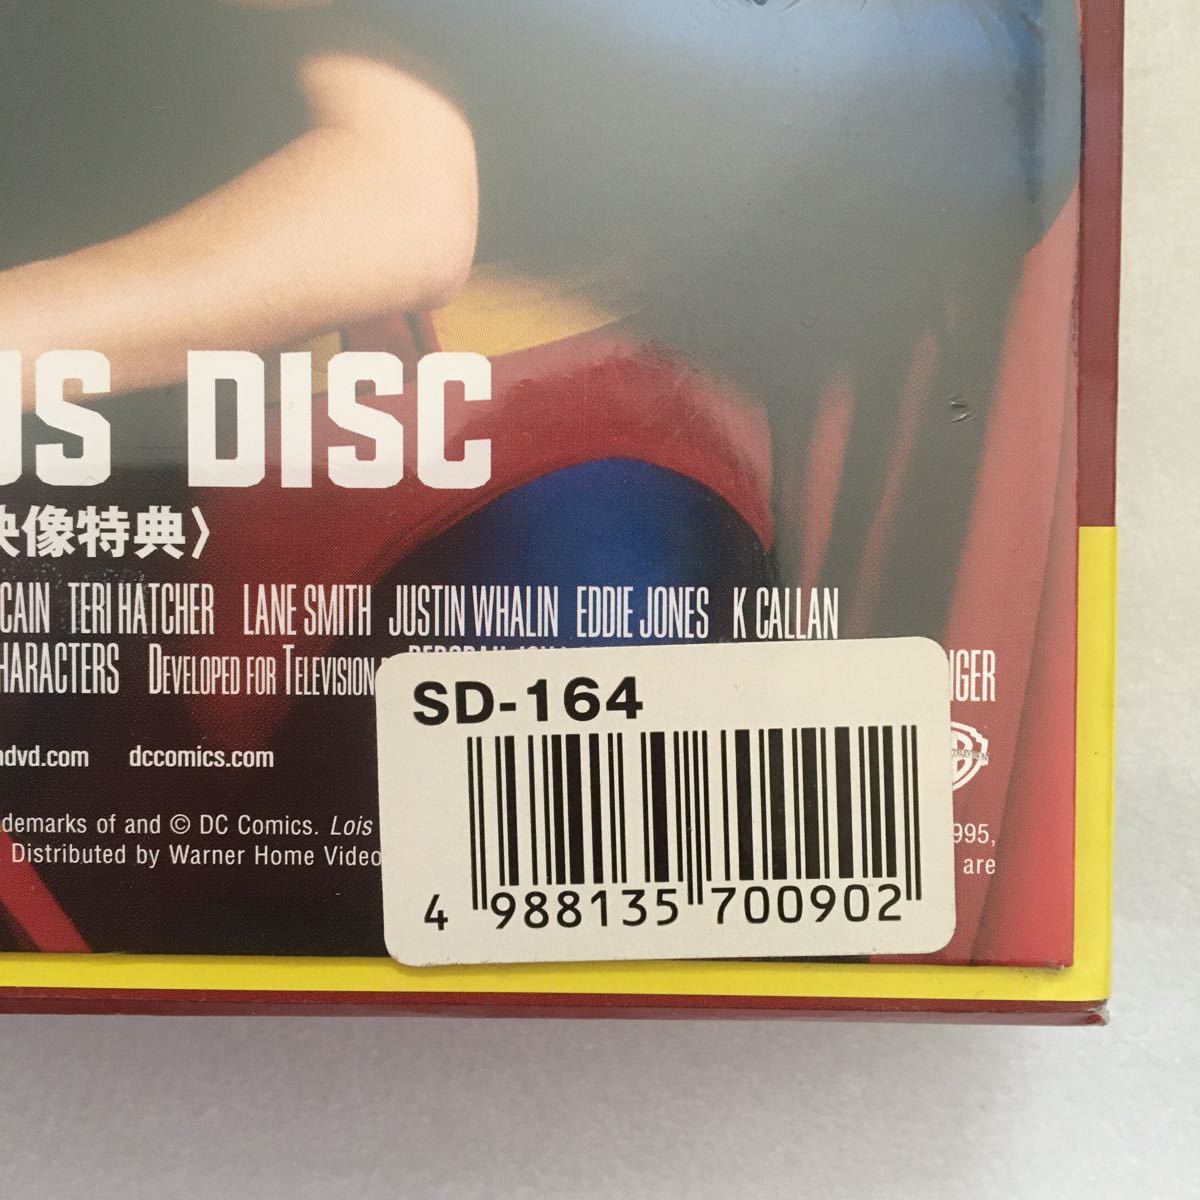 US DISC
映像特典〉
CAIN TERI HATCHER LANE SMITH JUSTIN WHALIN EDDIE JONES K CALLAN
CHARACTERS DEVELOPED FOR TELEVISION
NGER
ndvd.com dccomics.com
demarks of and © DC Comics. Lois
995,
. Distributed by Warner Home Video
are
SD-164
4 988135 700902